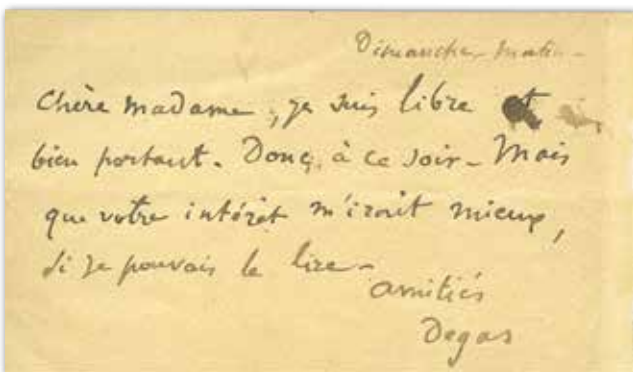 Dimanche matin
Chère Madame, je suis libre et
bien portant. Donc, à ce soir – Mais
que votre intérêt m'irait mieux,
si je pouvais le lire –
amitiés
Degas